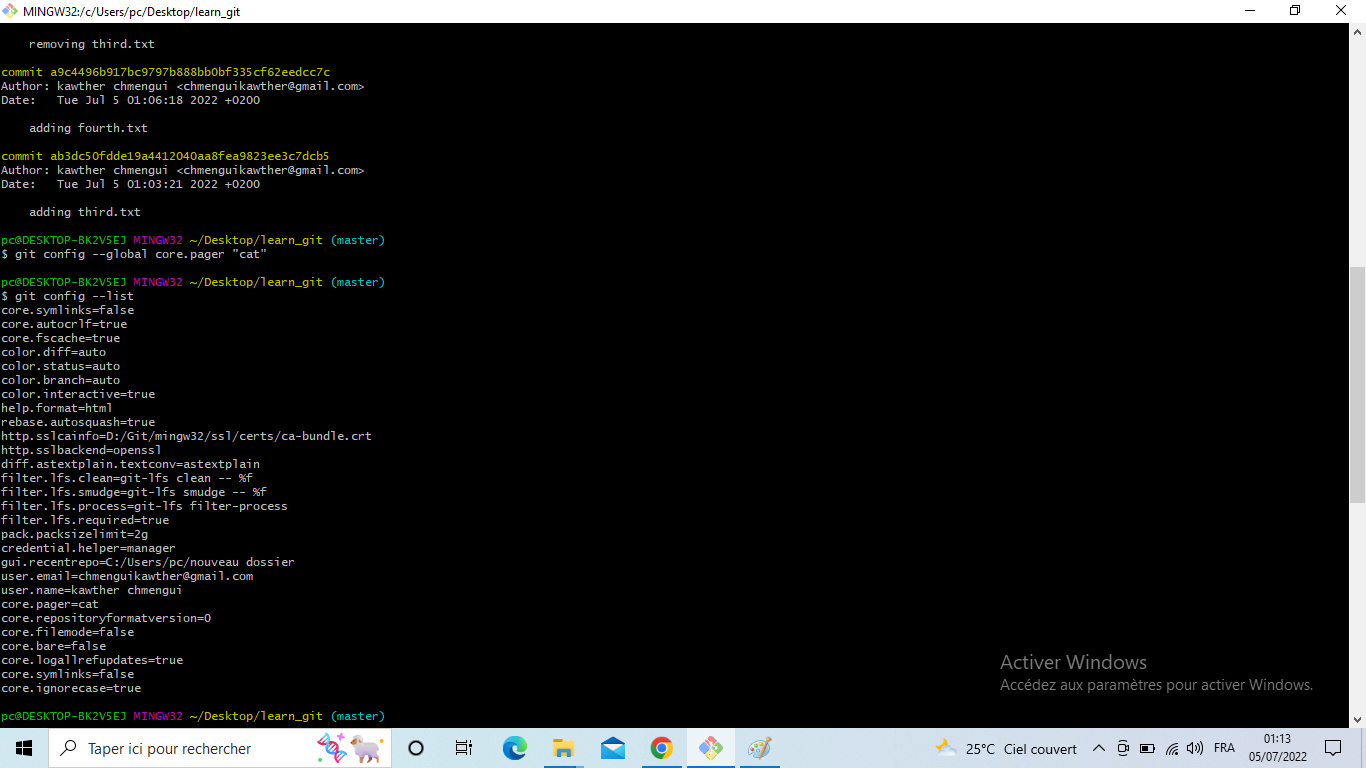 MINGW32:/c/Users/pc/Desktop/learn_git
removing third.txt
commit a9c4496b917bc9797b888bb0bf335cf62eedcc7c
Author: kawther chmengui <chmenguikawther@gmail.com>
Date:   Tue Jul 5 01:06:18 2022 +0200
adding fourth.txt
commit ab3dc50fdde19a4412040aa8fea9823ee3c7dcb5
Author: kawther chmengui <chmenguikawther@gmail.com>
Date:   Tue Jul 5 01:03:21 2022 +0200
adding third.txt
pc@DESKTOP-BK2V5EJ MINGW32 ~/Desktop/learn_git (master)
$ git config --global core.pager "cat"
pc@DESKTOP-BK2V5EJ MINGW32 ~/Desktop/learn_git (master)
$ git config --list
core.symlinks=false
core.autocrlf=true
core.fscache=true
color.diff=auto
color.status=auto
color.branch=auto
color.interactive=true
help.format=html
rebase.autosquash=true
http.sslcainfo=D:/Git/mingw32/ssl/certs/ca-bundle.crt
http.sslbackend=openssl
diff.astextplain.textconv=astextplain
filter.lfs.clean=git-lfs clean -- %f
filter.lfs.smudge=git-lfs smudge -- %f
filter.lfs.process=git-lfs filter-process
filter.lfs.required=true
pack.packsizelimit=2g
credential.helper=manager
gui.recentrepo=C:/Users/pc/nouveau dossier
user.email=chmenguikawther@gmail.com
user.name=kawther chmengui
core.pager=cat
core.repositoryformatversion=0
core.filemode=false
core.bare=false
core.logallrefupdates=true
core.symlinks=false
core.ignorecase=true
pc@DESKTOP-BK2V5EJ MINGW32 ~/Desktop/learn_git (master)
Activer Windows
Accédez aux paramètres pour activer Windows.
Taper ici pour rechercher
25°C Ciel couvert
FRA
01:13
05/07/2022